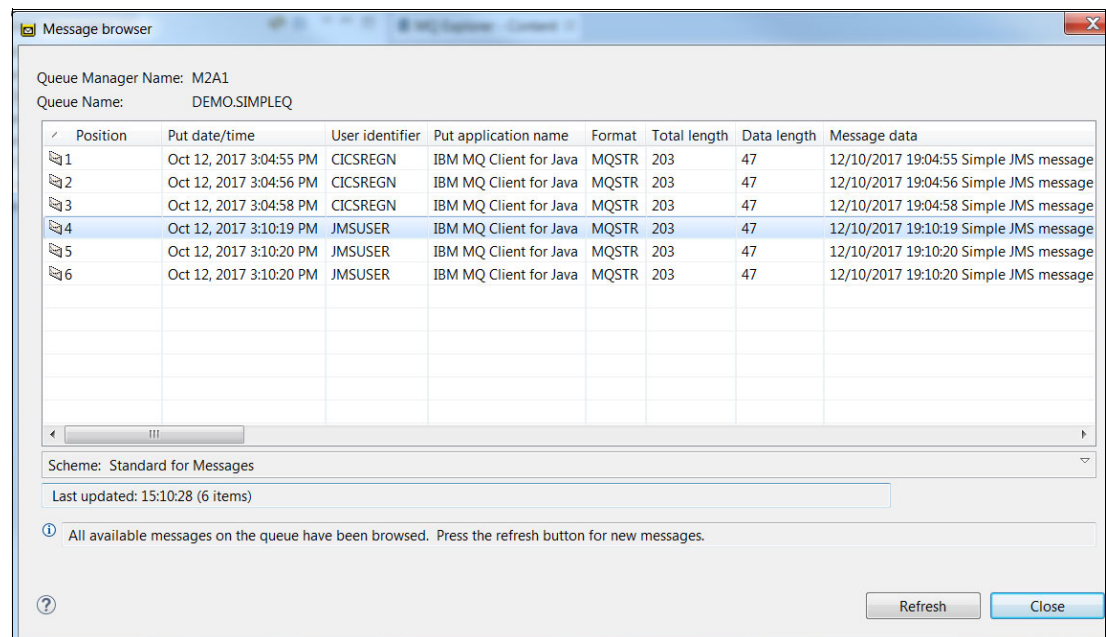 Message browser
Queue Manager Name: M2A1
Queue Name: DEMO.SIMPLEQ
Position Put date/time User identifier Put application name Format Total length Data length Message data
1 Oct 12, 2017 3:04:55 PM CICSREGN IBM MQ Client for Java MQSTR 203 47 12/10/2017 19:04:55 Simple JMS message
2 Oct 12, 2017 3:04:56 PM CICSREGN IBM MQ Client for Java MQSTR 203 47 12/10/2017 19:04:56 Simple JMS message
3 Oct 12, 2017 3:04:58 PM CICSREGN IBM MQ Client for Java MQSTR 203 47 12/10/2017 19:04:58 Simple JMS message
4 Oct 12, 2017 3:10:19 PM JMSUSER IBM MQ Client for Java MQSTR 203 47 12/10/2017 19:10:19 Simple JMS message
5 Oct 12, 2017 3:10:20 PM JMSUSER IBM MQ Client for Java MQSTR 203 47 12/10/2017 19:10:20 Simple JMS message
6 Oct 12, 2017 3:10:20 PM JMSUSER IBM MQ Client for Java MQSTR 203 47 12/10/2017 19:10:20 Simple JMS message
Scheme: Standard for Messages
Last updated: 15:10:28 (6 items)
All available messages on the queue have been browsed. Press the refresh button for new messages.
Refresh Close